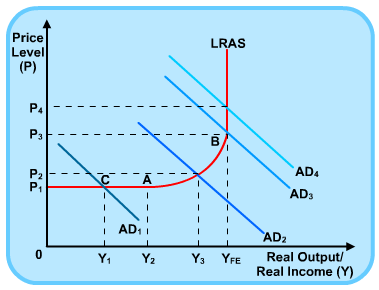 Price
Level
(P)
LRAS
P4
P3
B
P2
C
A
P1
AD4
AD3
AD1
AD2
0
Y1
Y2
Y3
YFE
Real Output/
Real Income (Y)